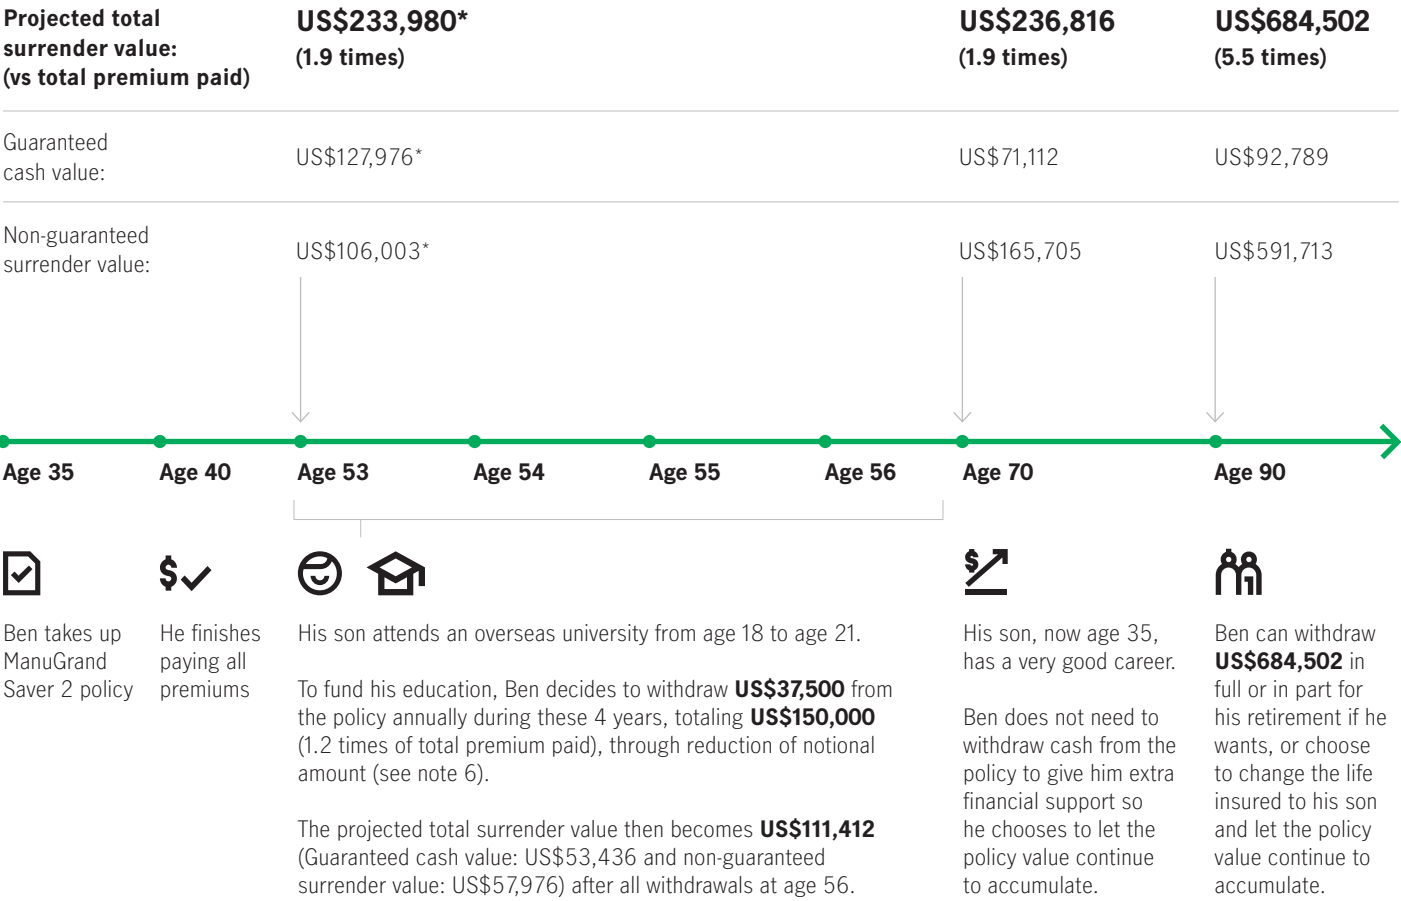 Projected total
surrender value:
(vs total premium paid)
US$233,980*
(1.9 times)
US$236,816
(1.9 times)
US$684,502
(5.5 times)
Guaranteed
cash value:
US$127,976*
US$71,112
US$92,789
Non-guaranteed
surrender value:
US$106,003*
US$165,705
US$591,713
Age 35
Age 40
Age 53
Age 54
Age 55
Age 56
Age 70
Age 90
Ben takes up
ManuGrand
Saver 2 policy
He finishes
paying all
premiums
His son attends an overseas university from age 18 to age 21.
To fund his education, Ben decides to withdraw US$37,500 from
the policy annually during these 4 years, totaling US$150,000
(1.2 times of total premium paid), through reduction of notional
amount (see note 6).
The projected total surrender value then becomes US$111,412
(Guaranteed cash value: US$53,436 and non-guaranteed
surrender value: US$57,976) after all withdrawals at age 56.
His son, now age 35,
has a very good career.
Ben does not need to
withdraw cash from the
policy to give him extra
financial support so
he chooses to let the
policy value continue
to accumulate.
Ben can withdraw
US$684,502 in
full or in part for
his retirement if he
wants, or choose
to change the life
insured to his son
and let the policy
value continue to
accumulate.